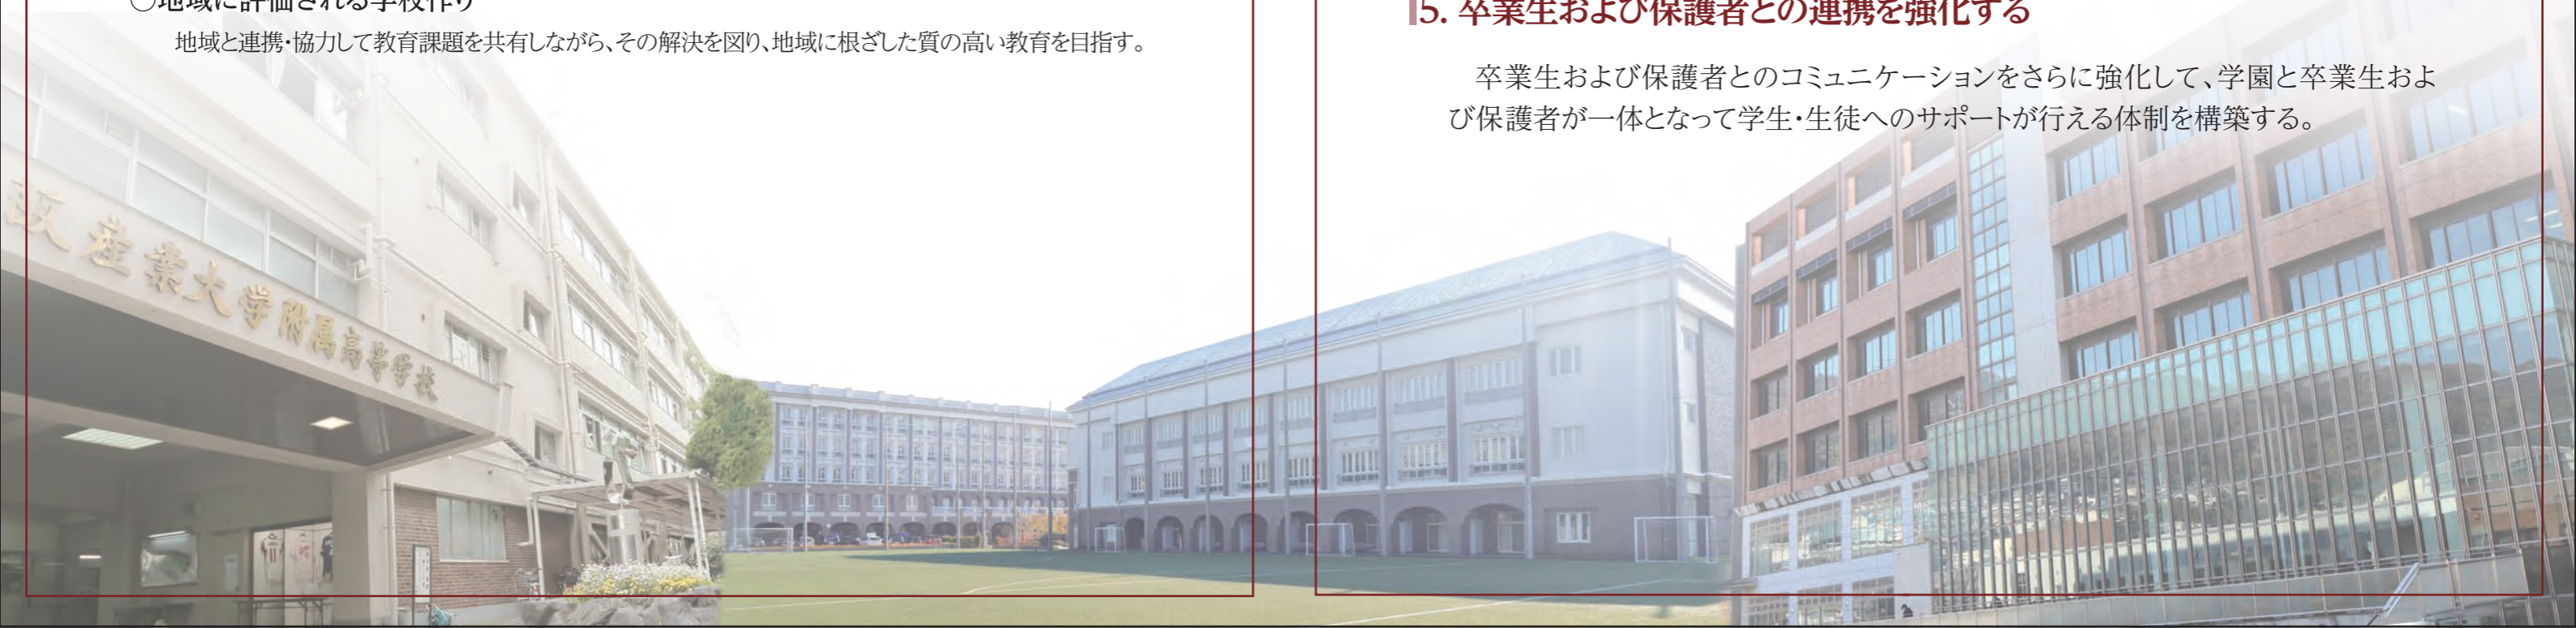 ○地域に評価される学校作り
地域と連携・協力して教育課題を共有しながら、その解決を図り、地域に根ざした質の高い教育を目指す。
5. 卒業生および保護者との連携を強化する
卒業生および保護者とのコミュニケーションをさらに強化して、学園と卒業生およ
び保護者が一体となって学生・生徒へのサポートが行える体制を構築する。
阪産業大学附属高等学校